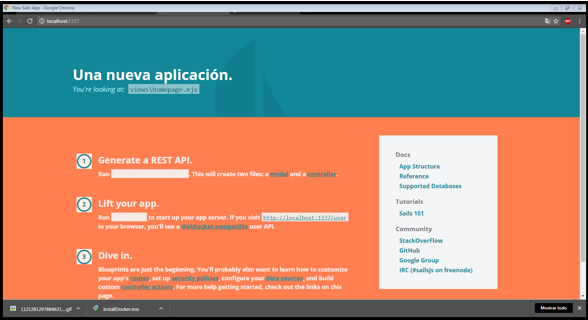 New Sails App - Google Chrome
localhost:1337
Una nueva aplicación.
You're looking at: views\homepage.ejs
1 Generate a REST API.
Run . This will create two files: a model and a controller.
2 Lift your app.
Run to start up your app server. If you visit http://localhost:1337/user
in your browser, you'll see a WebSocket-compatible user API.
3 Dive in.
Blueprints are just the beginning. You'll probably also want to learn how to customize
your app's routes, set up security policies, configure your data sources, and build
custom controller actions. For more help getting started, check out the links on this
page.
Docs
App Structure
Reference
Supported Databases
Tutorials
Sails 101
Community
StackOverFlow
GitHub
Google Group
IRC (#sailsjs on freenode)
1121281297884621....gif
InstallDocker.msi
Mostrar todo